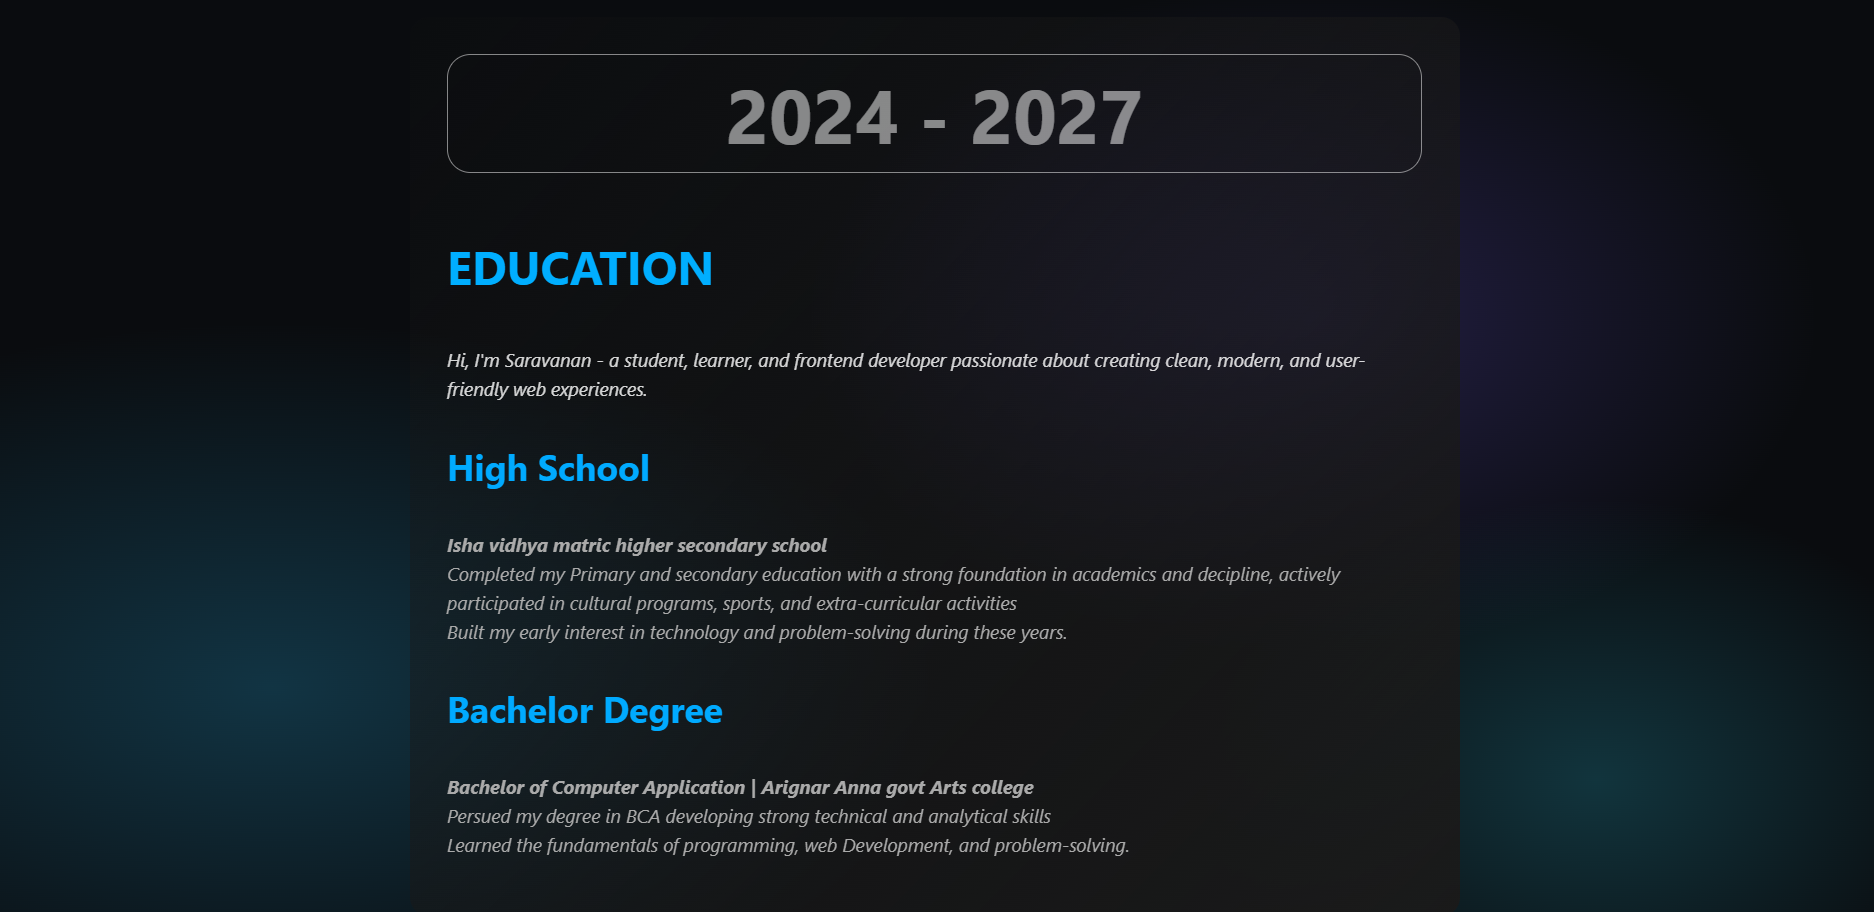 2024 - 2027
EDUCATION
Hi, I'm Saravanan - a student, learner, and frontend developer passionate about creating clean, modern, and user-
friendly web experiences.
High School
Isha vidhya matric higher secondary school
Completed my Primary and secondary education with a strong foundation in academics and decipline, actively
participated in cultural programs, sports, and extra-curricular activities
Built my early interest in technology and problem-solving during these years.
Bachelor Degree
Bachelor of Computer Application | Arignar Anna govt Arts college
Persued my degree in BCA developing strong technical and analytical skills
Learned the fundamentals of programming, web Development, and problem-solving.